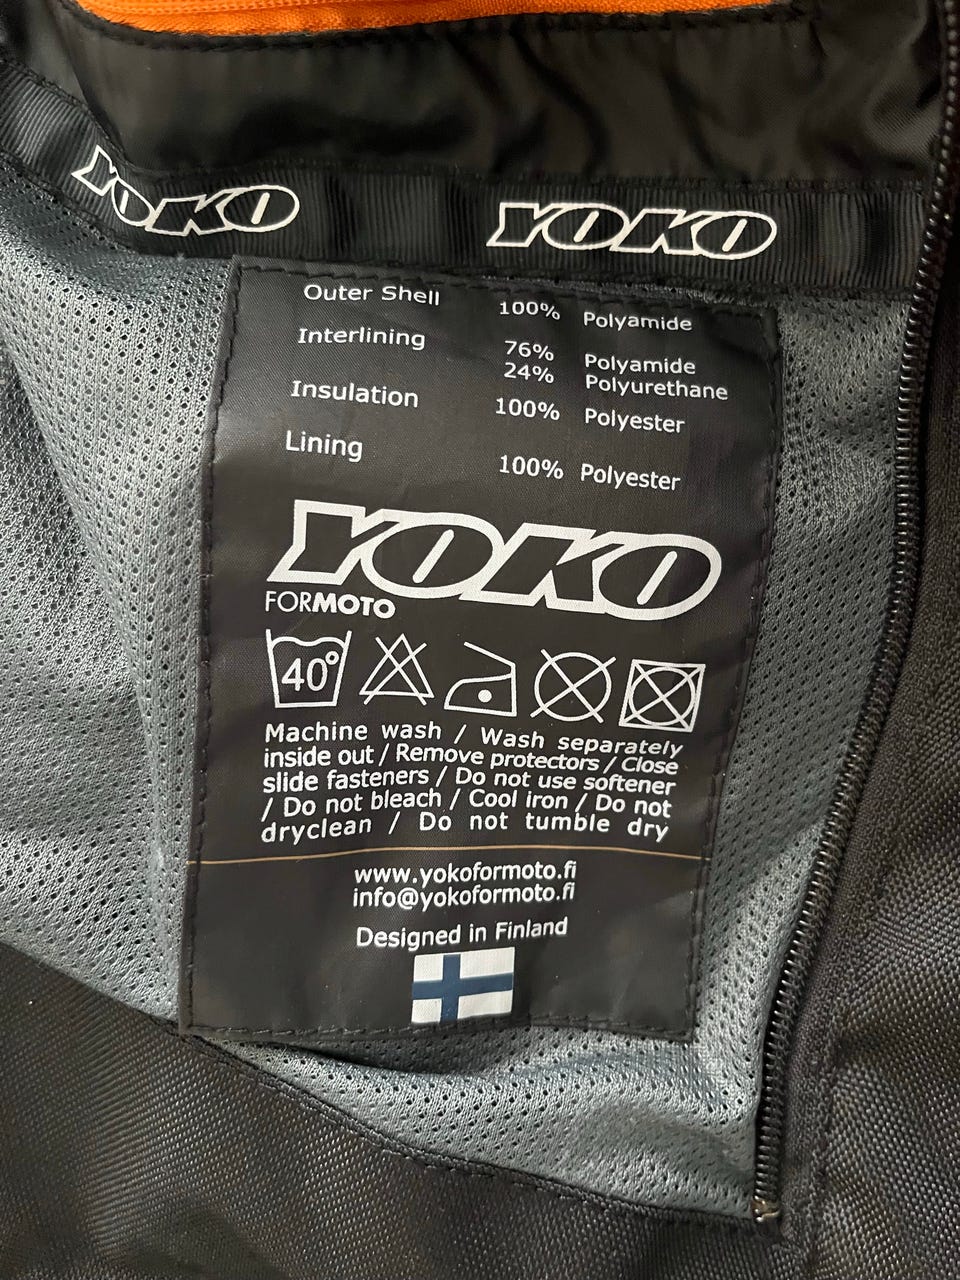 YOKO YOKO
Outer Shell 100% Polyamide
Interlining 76% Polyamide
24% Polyurethane
Insulation 100% Polyester
Lining 100% Polyester
YOKO
FORMOTO
40°
Machine wash / Wash separately
inside out / Remove protectors / Close
slide fasteners / Do not use softener
/ Do not bleach / Cool iron / Do not
dryclean / Do not tumble dry
www.yokoformoto.fi
info@yokoformoto.fi
Designed in Finland